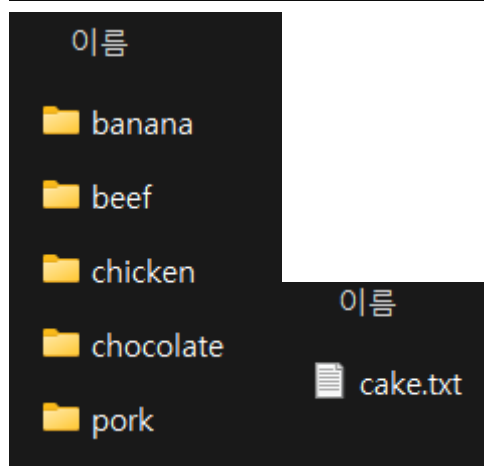 이름
banana
beef
chicken
chocolate
pork
이름
cake.txt